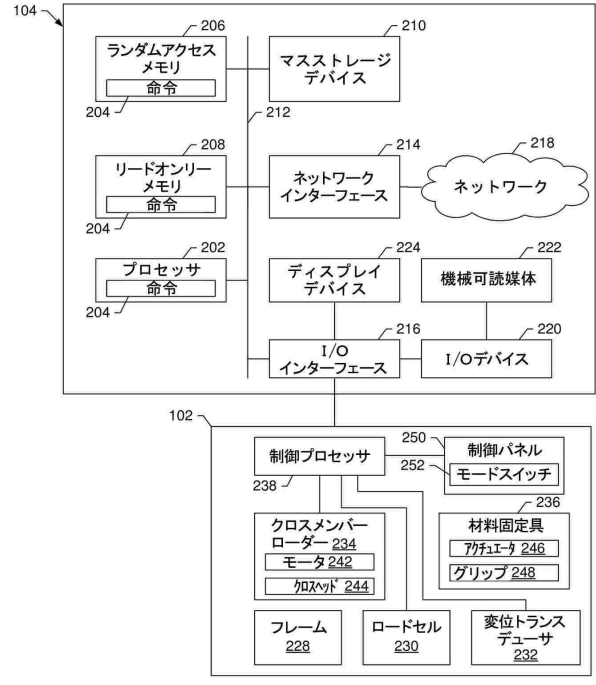 104
206
ランダムアクセス
メモリ
命令
204
210
マスストレージ
デバイス
212
208
リードオンリー
メモリ
命令
204
214
ネットワーク
インターフェース
218
ネットワーク
202
プロセッサ
命令
204
224
ディスプレイ
デバイス
222
機械可読媒体
216
I/O
インターフェース
220
I/Oデバイス
102
制御プロセッサ
238
250
制御パネル
252
モードスイッチ
クロスメンバー
ローダー 234
モータ 242
クロスヘッド 244
236
材料固定具
アクチュエータ 246
グリップ 248
フレーム
228
ロードセル
230
変位トランス
デューサ
232